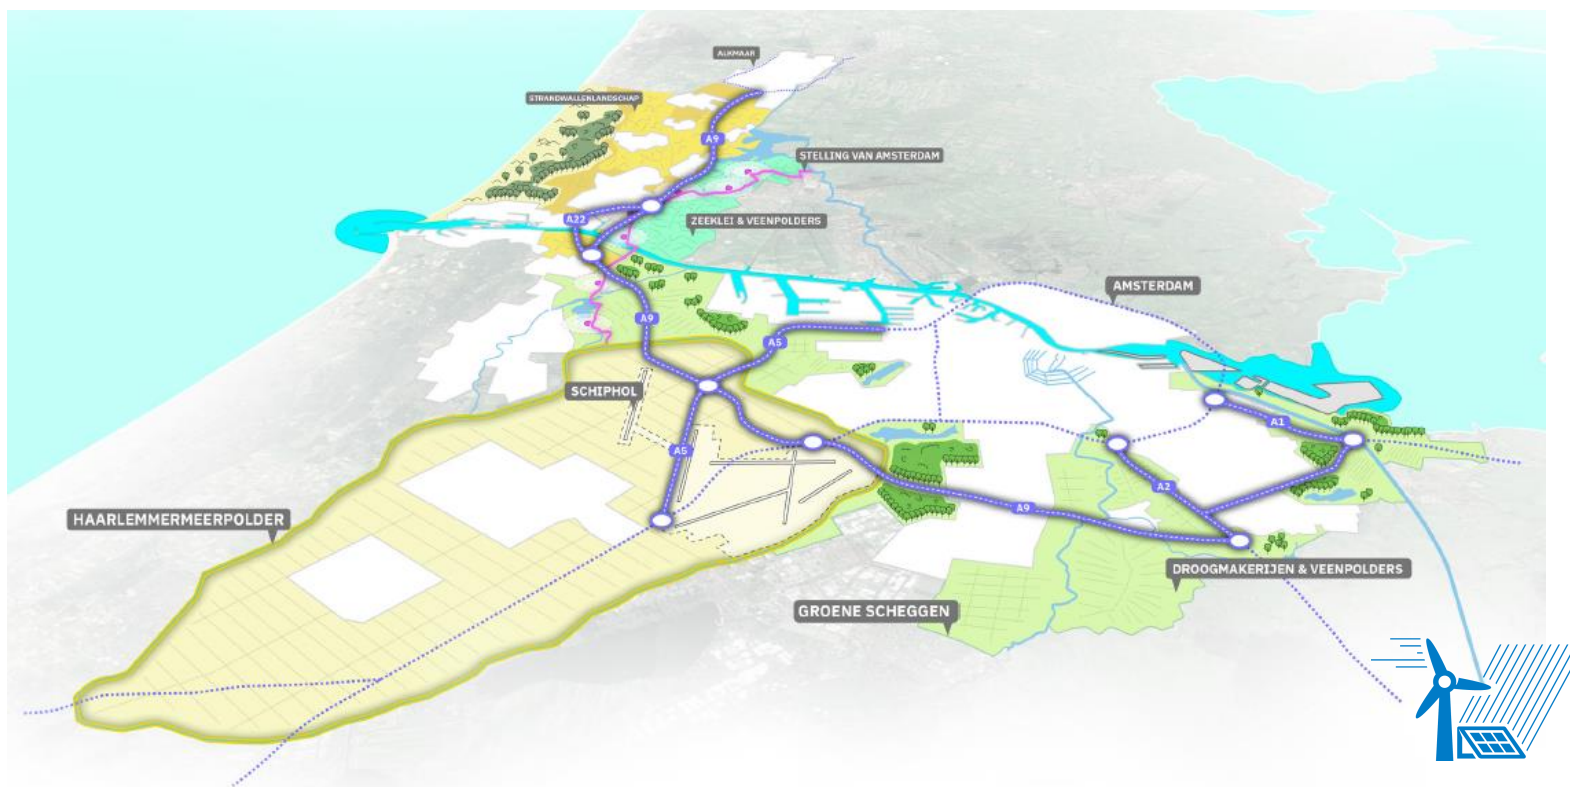 ALKMAAR
STRANDWALLENLANDSCHAP
A9
STELLING VAN AMSTERDAM
A22
ZEEKLEI & VEENPOLDERS
AMSTERDAM
A9
A5
SCHIPHOL
A1
A5
A2
HAARLEMMERMEERPOLDER
A9
DROOGMAKERIJEN & VEENPOLDERS
GROENE SCHEGGEN